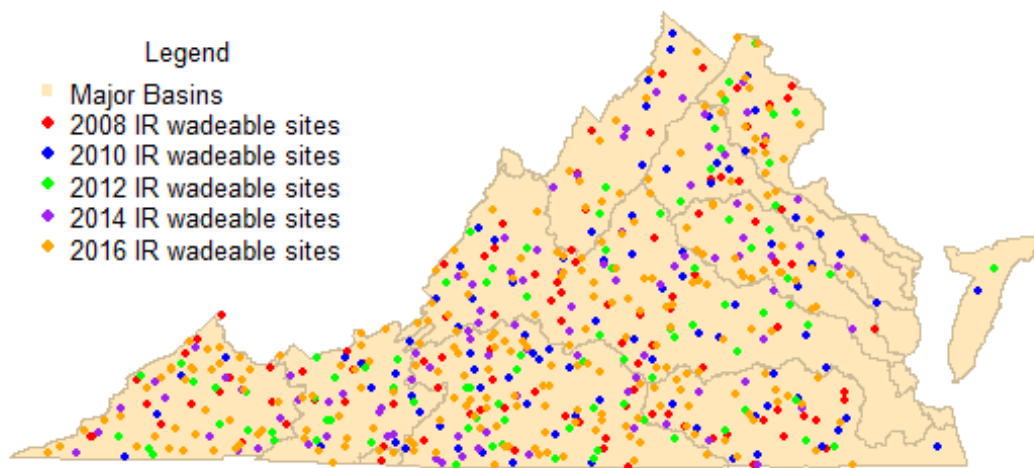 Legend
Major Basins
2008 IR wadeable sites
2010 IR wadeable sites
2012 IR wadeable sites
2014 IR wadeable sites
2016 IR wadeable sites